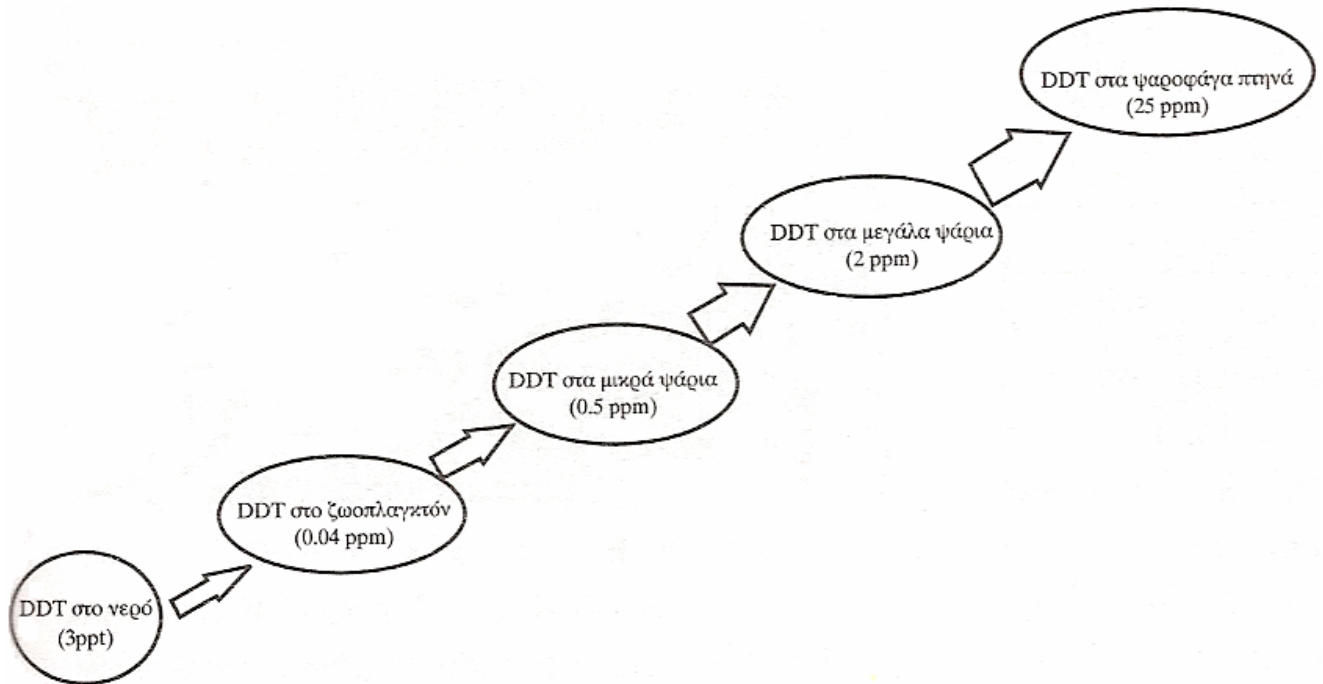 DDT στα ψαροφάγα πτηνά
(25 ppm)
DDT στα μεγάλα ψάρια
(2 ppm)
DDT στα μικρά ψάρια
(0.5 ppm)
DDT στο ζωοπλαγκτόν
(0.04 ppm)
DDT στο νερό
(3ppt)